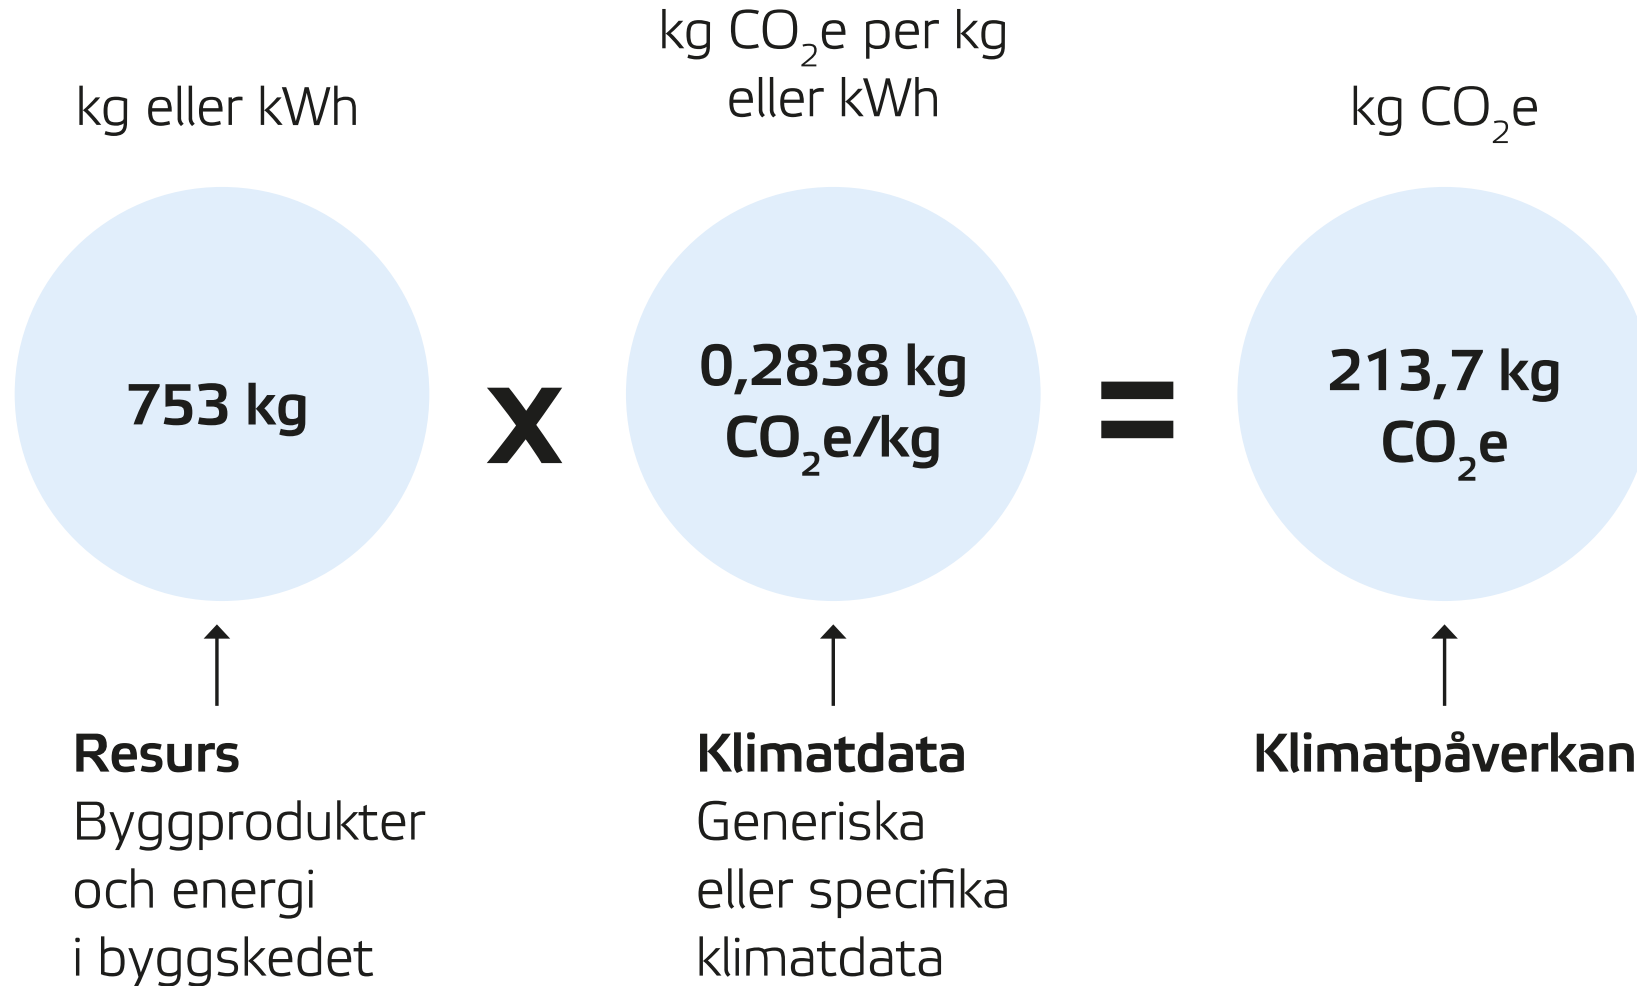 kg eller kWh
kg CO₂e per kg
eller kWh
kg CO₂e
753 kg
x
0,2838 kg
CO₂e/kg
=
213,7 kg
CO₂e
Resurs
Byggprodukter
och energi
i byggskedet
Klimatdata
Generiska
eller specifika
klimatdata
Klimatpåverkan